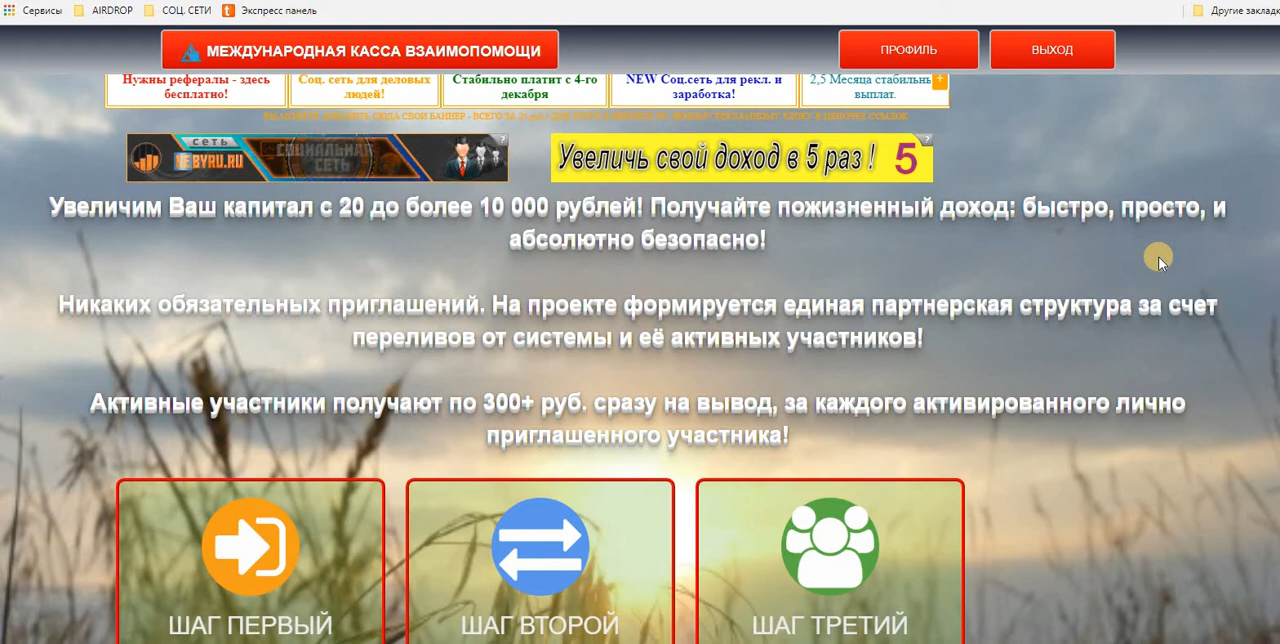 Сервисы AIRDROP СОЦ. СЕТИ Экспресс панель Другие заклад
МЕЖДУНАРОДНАЯ КАССА ВЗАИМОПОМОЩИ ПРОФИЛЬ ВЫХОД
Нужны рефералы - здесь
бесплатно!
Соц. сеть для деловых
людей!
Стабильно платит с 4-го
декабря
NEW Соц.сеть для рекл. и
заработка!
2,5 Месяца стабильн
выплат.
сеть
СОЦИАЛЬНАЯ
СЕТЬ
Увеличь свой доход в 5 раз ! 5
Увеличим Ваш капитал с 20 до более 10 000 рублей! Получайте пожизненный доход: быстро, просто, и
абсолютно безопасно!
Никаких обязательных приглашений. На проекте формируется единая партнерская структура за счет
переливов от системы и её активных участников!
Активные участники получают по 300+ руб. сразу на вывод, за каждого активированного лично
приглашенного участника!
ШАГ ПЕРВЫЙ ШАГ ВТОРОЙ ШАГ ТРЕТИЙ